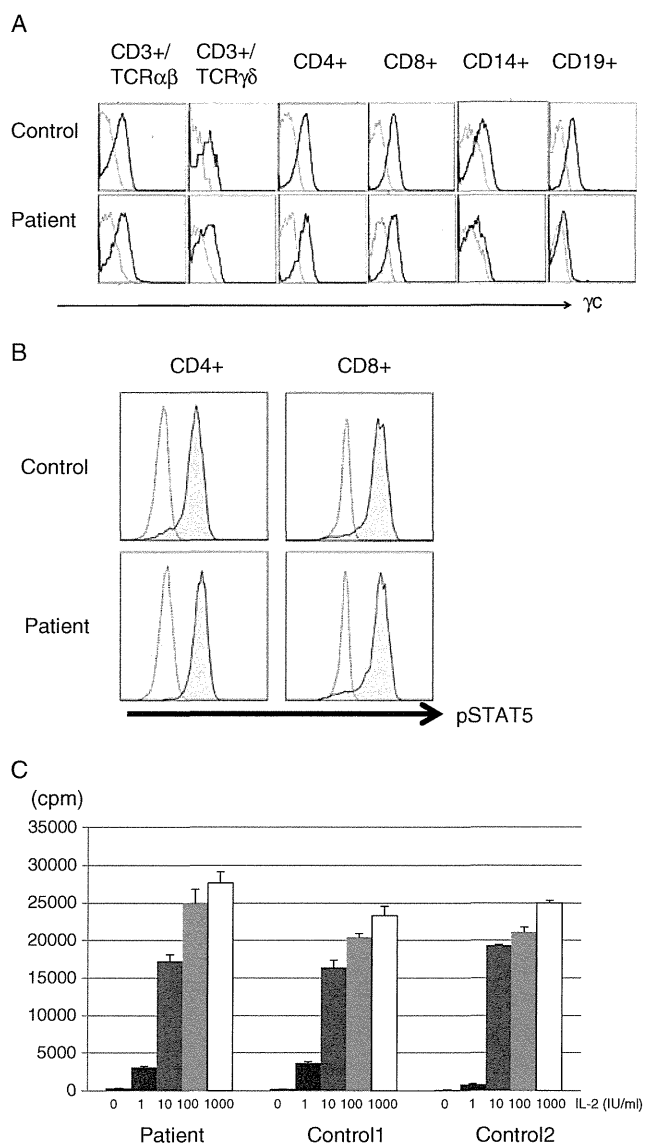 A
CD3+/ TCRαβ
CD3+/ TCRγδ
CD4+
CD8+
CD14+
CD19+
Control
Patient
γc
B
CD4+
CD8+
Control
Patient
pSTAT5
C
(cpm)
35000
30000
25000
20000
15000
10000
5000
0
0 1 10 100 1000 0 1 10 100 1000 0 1 10 100 1000 IL-2 (IU/ml)
Patient Control1 Control2